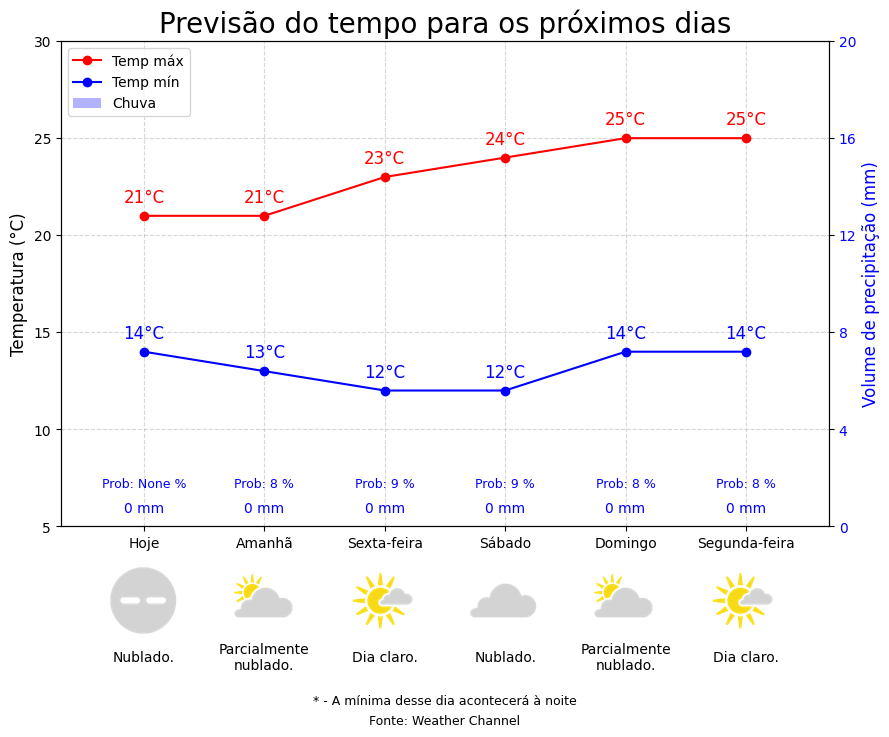 Previsão do tempo para os próximos dias
Temp máx
Temp mín
Chuva
Temperatura (°C)
Volume de precipitação (mm)
30
25
20
15
10
5
20
16
12
8
4
0
21°C 21°C 23°C 24°C 25°C 25°C
14°C 13°C 12°C 12°C 14°C 14°C
Prob: None % Prob: 8 % Prob: 9 % Prob: 9 % Prob: 8 % Prob: 8 %
0 mm 0 mm 0 mm 0 mm 0 mm 0 mm
Hoje Amanhã Sexta-feira Sábado Domingo Segunda-feira
Nublado.
Parcialmente
nublado.
Dia claro.
Nublado.
Parcialmente
nublado.
Dia claro.
* - A mínima desse dia acontecerá à noite
Fonte: Weather Channel